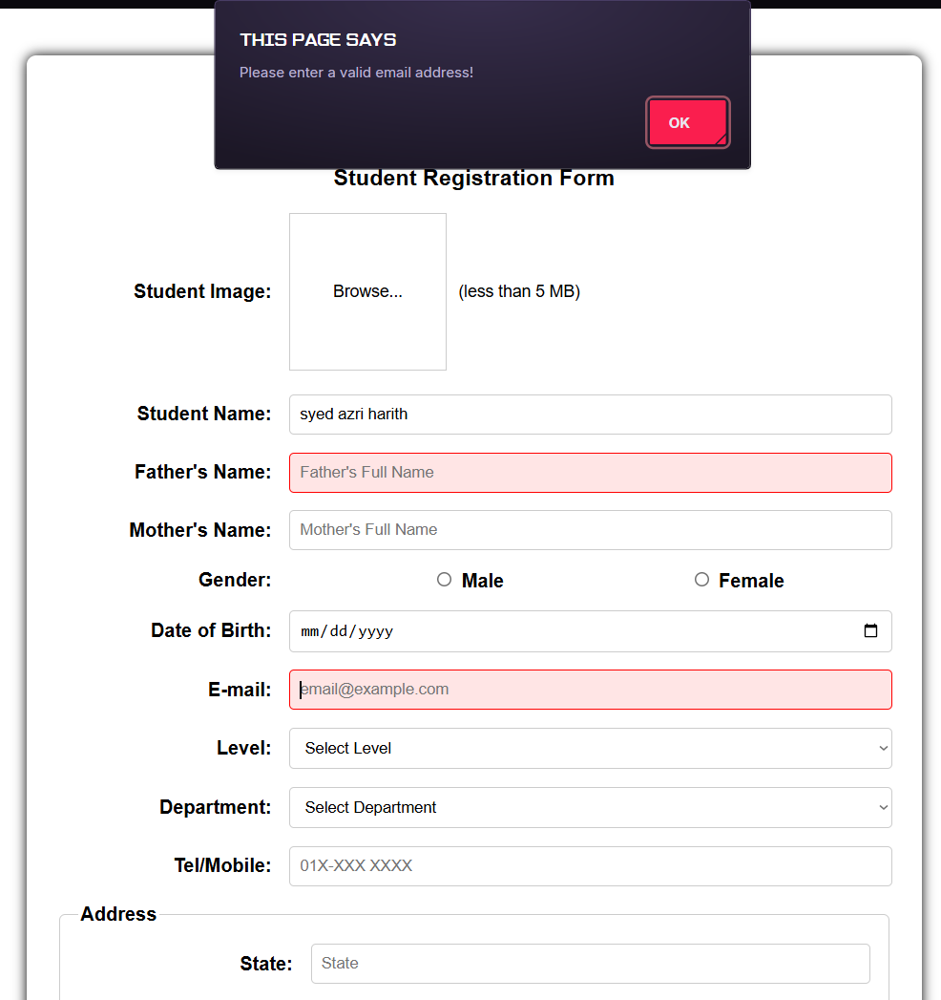 THIS PAGE SAYS
Please enter a valid email address!
OK
Student Registration Form
Student Image:
Browse...
(less than 5 MB)
Student Name:
syed azri harith
Father's Name:
Father's Full Name
Mother's Name:
Mother's Full Name
Gender:
Male
Female
Date of Birth:
mm/dd/yyyy
E-mail:
email@example.com
Level:
Select Level
Department:
Select Department
Tel/Mobile:
01X-XXX XXXX
Address
State:
State